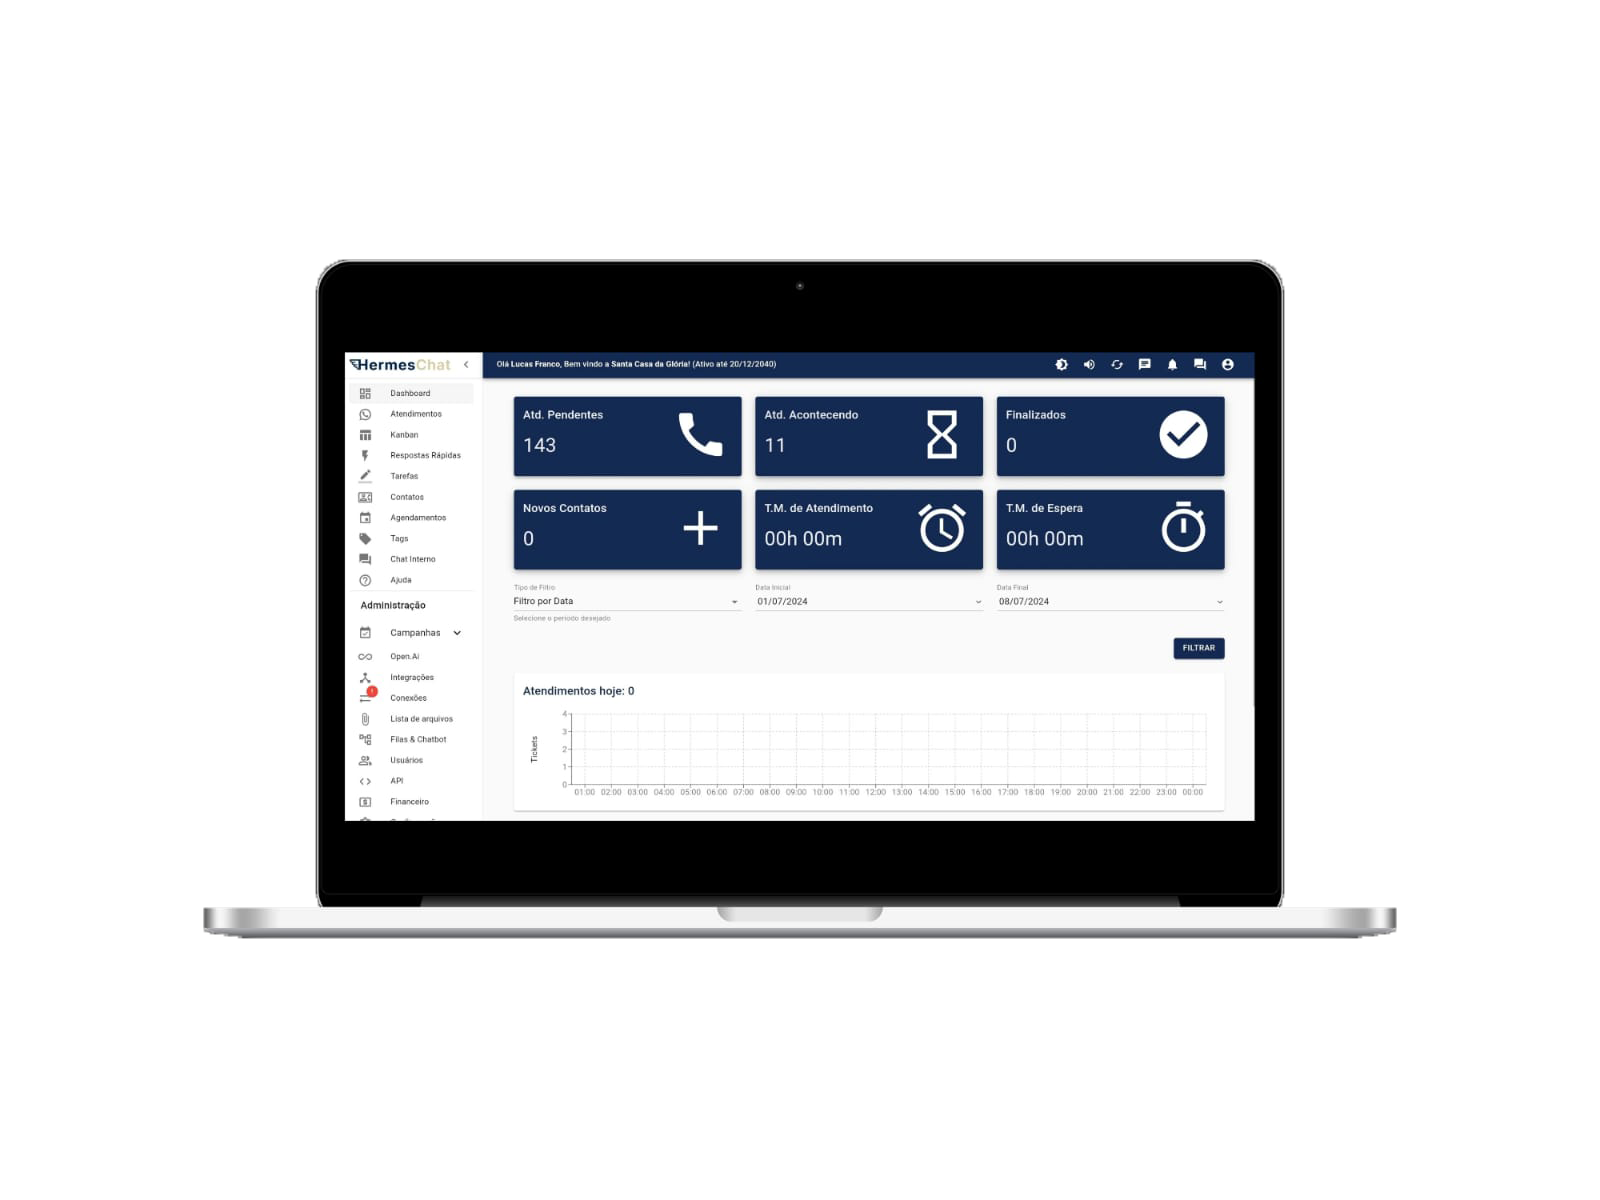 HermesChat
Olá Lucas Franco, Bem vindo a Santa Casa da Glória! (Ativo até 20/12/2040)
Dashboard
Atendimentos
Kanban
Respostas Rápidas
Tarefas
Contatos
Agendamentos
Tags
Chat Interno
Ajuda
Administração
Campanhas
Open.Ai
Integrações
!
Conexões
Lista de arquivos
Filas & Chatbot
Usuários
API
Financeiro
Atd. Pendentes
143
Atd. Acontecendo
11
Finalizados
0
Novos Contatos
0
T.M. de Atendimento
00h 00m
T.M. de Espera
00h 00m
Tipo de Filtro
Filtro por Data
Selecione o período desejado
Data Inicial
01/07/2024
Data Final
08/07/2024
FILTRAR
Atendimentos hoje: 0
Tickets
4
3
2
1
0
01:00 02:00 03:00 04:00 05:00 06:00 07:00 08:00 09:00 10:00 11:00 12:00 13:00 14:00 15:00 16:00 17:00 18:00 19:00 20:00 21:00 22:00 23:00 00:00